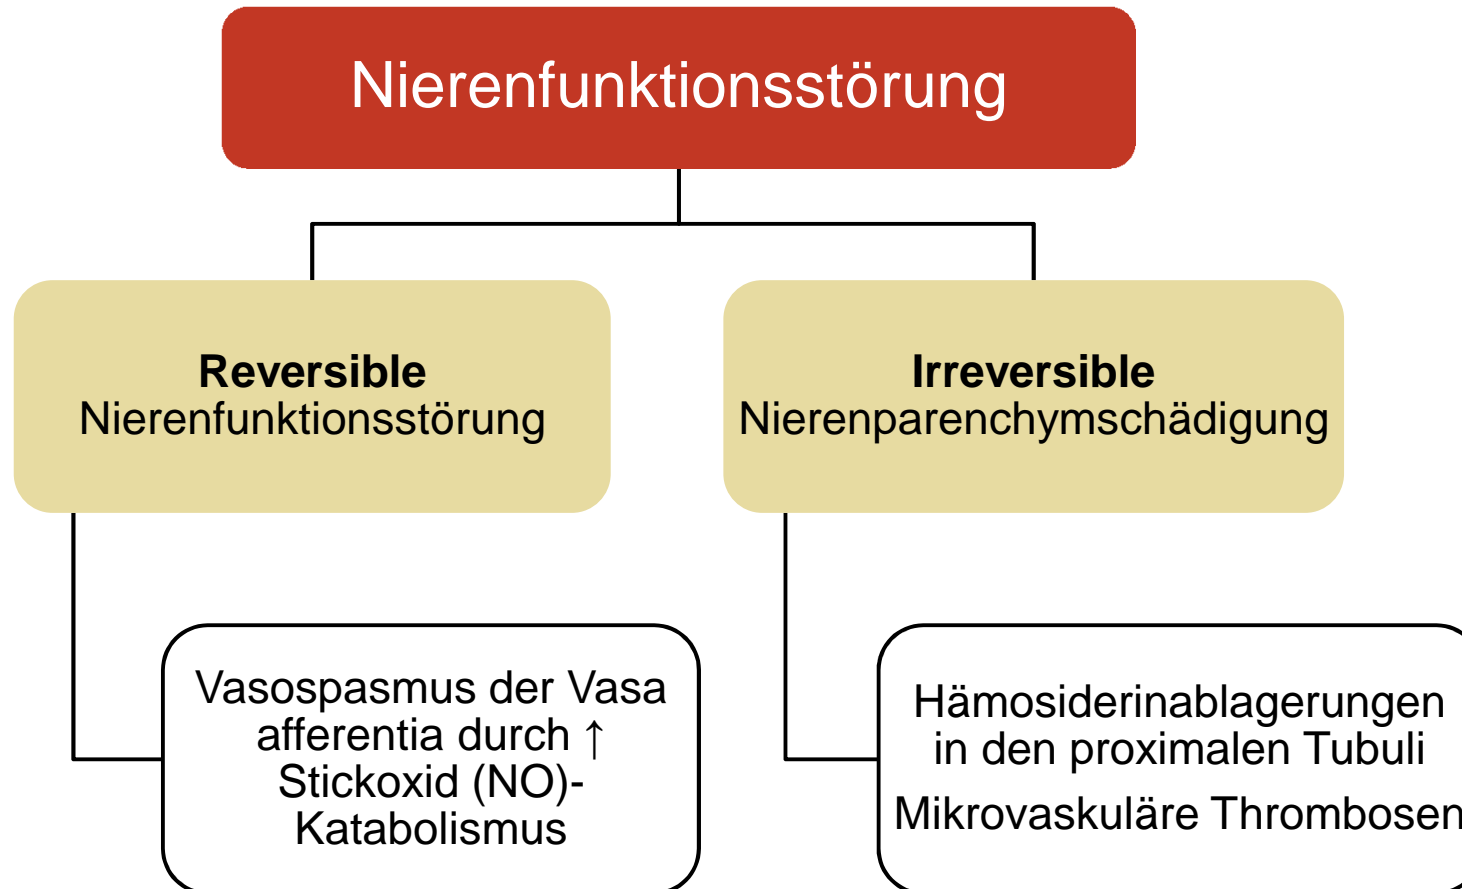 Nierenfunktionsstörung
Reversible
Nierenfunktionsstörung
Irreversible
Nierenparenchymschädigung
Vasospasmus der Vasa
afferentia durch ↑
Stickoxid (NO)-
Katabolismus
Hämosiderinablagerungen
in den proximalen Tubuli
Mikrovaskuläre Thrombosen